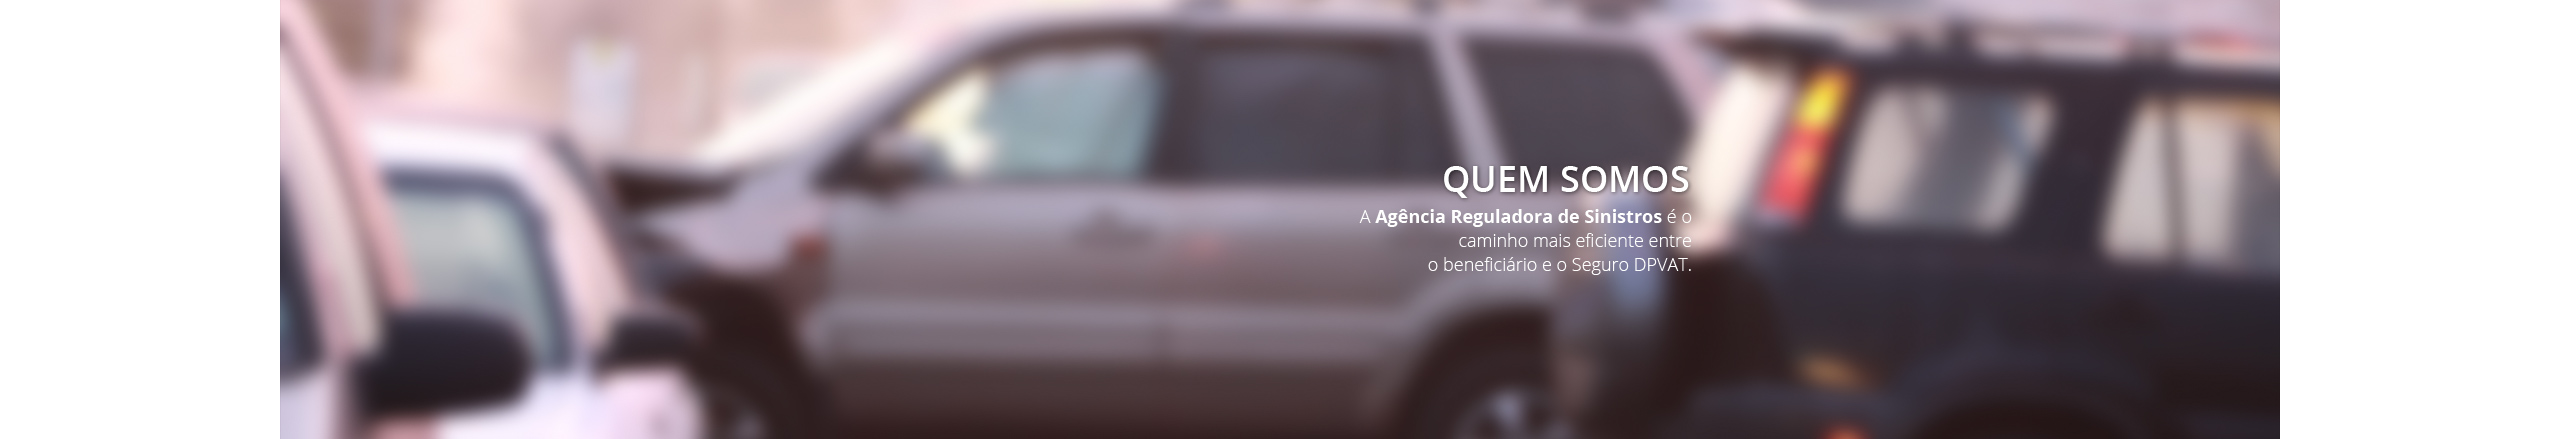 QUEM SOMOS
A Agência Reguladora de Sinistros é o
caminho mais eficiente entre
o beneficiário e o Seguro DPVAT.